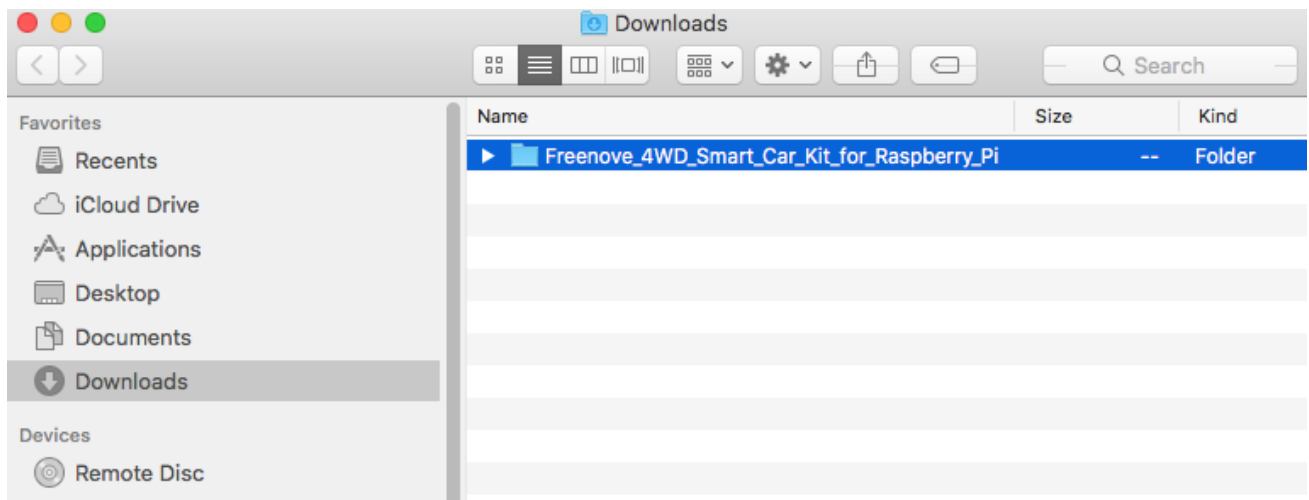 Downloads
Search
Favorites
Recents
iCloud Drive
Applications
Desktop
Documents
Downloads
Devices
Remote Disc
Name Size Kind
Freenove_4WD_Smart_Car_Kit_for_Raspberry_Pi -- Folder